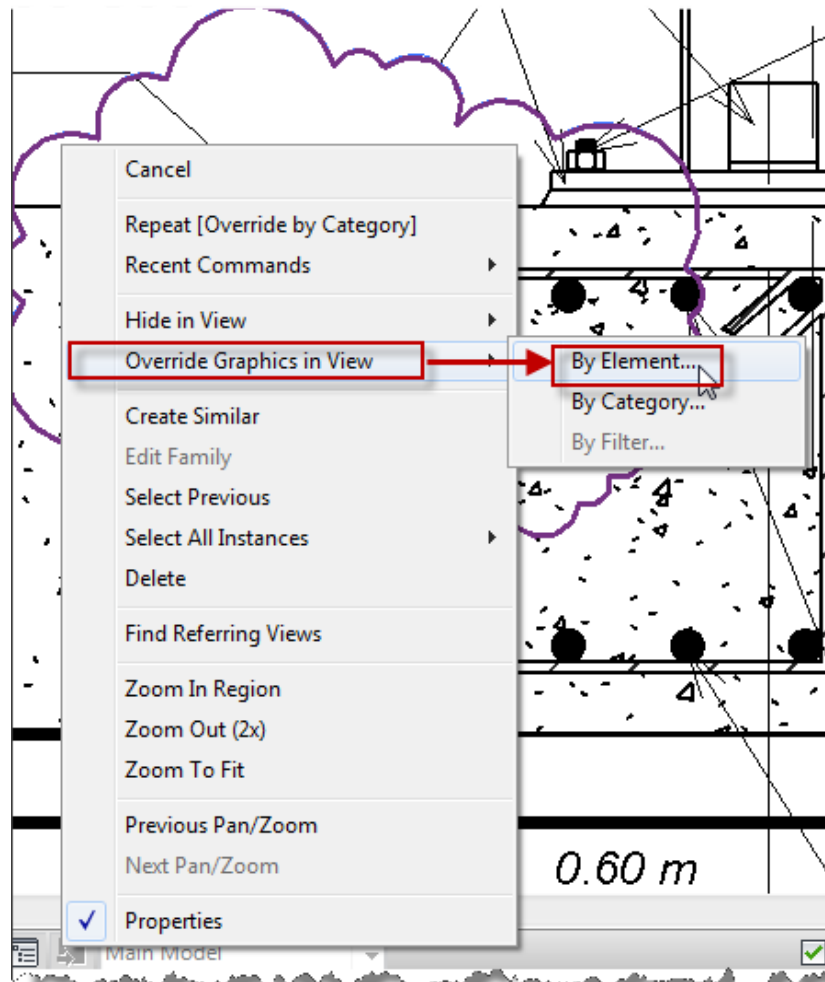 Cancel
Repeat [Override by Category]
Recent Commands
Hide in View
Override Graphics in View
By Element...
By Category...
By Filter...
Create Similar
Edit Family
Select Previous
Select All Instances
Delete
Find Referring Views
Zoom In Region
Zoom Out (2x)
Zoom To Fit
Previous Pan/Zoom
Next Pan/Zoom
0.60 m
Properties
Main Model